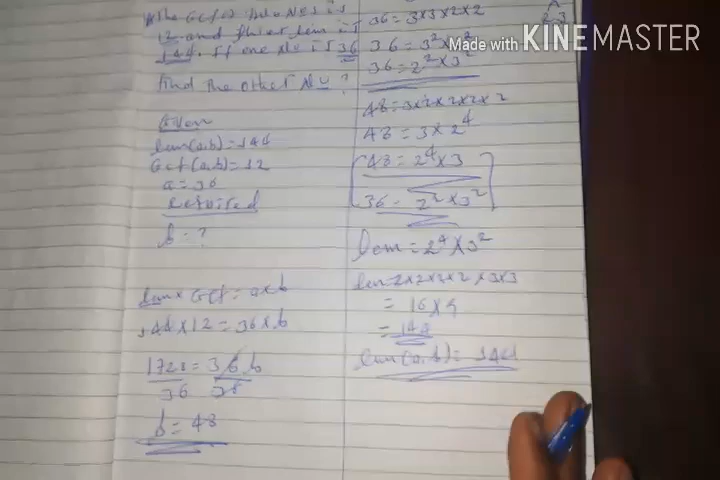 The GCF of two Nos is
12 and their lcm is
144. If one No is 36
find the other No ?
Given
lcm(a,b) = 144
GCF(a,b) = 12
a = 36
Required
b = ?
lcm × GCF = a × b
144 × 12 = 36 × b
1728 = 36 b
36 36
b = 48
36 = 3×3×2×2
36 = 3² × 2²
36 = 2² × 3²
48 = 3×2×2×2×2
48 = 3 × 2⁴
48 = 2⁴ × 3
36 = 2² × 3²
lcm = 2⁴ × 3²
lcm = 2×2×2×2 × 3×3
= 16 × 9
= 144
lcm(a,b) = 144
Made with KINEMASTER